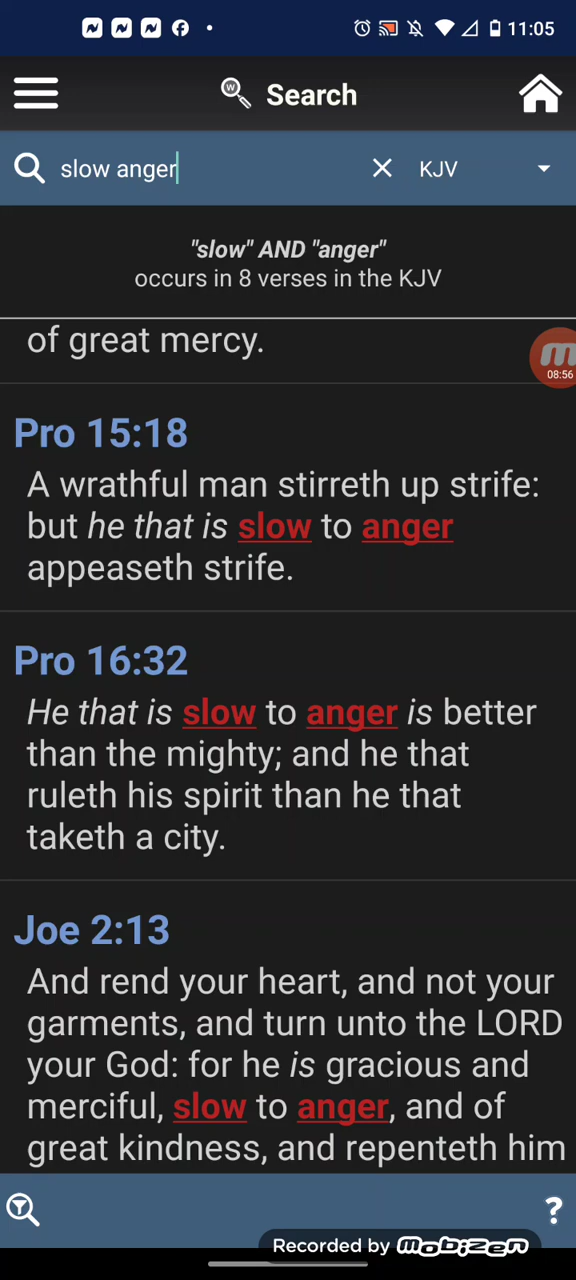 11:05
Search
slow anger
KJV
"slow" AND "anger"
occurs in 8 verses in the KJV
of great mercy.
08:56
Pro 15:18
A wrathful man stirreth up strife:
but he that is slow to anger
appeaseth strife.
Pro 16:32
He that is slow to anger is better
than the mighty; and he that
ruleth his spirit than he that
taketh a city.
Joe 2:13
And rend your heart, and not your
garments, and turn unto the LORD
your God: for he is gracious and
merciful, slow to anger, and of
great kindness, and repenteth him
?
Recorded by mobizen